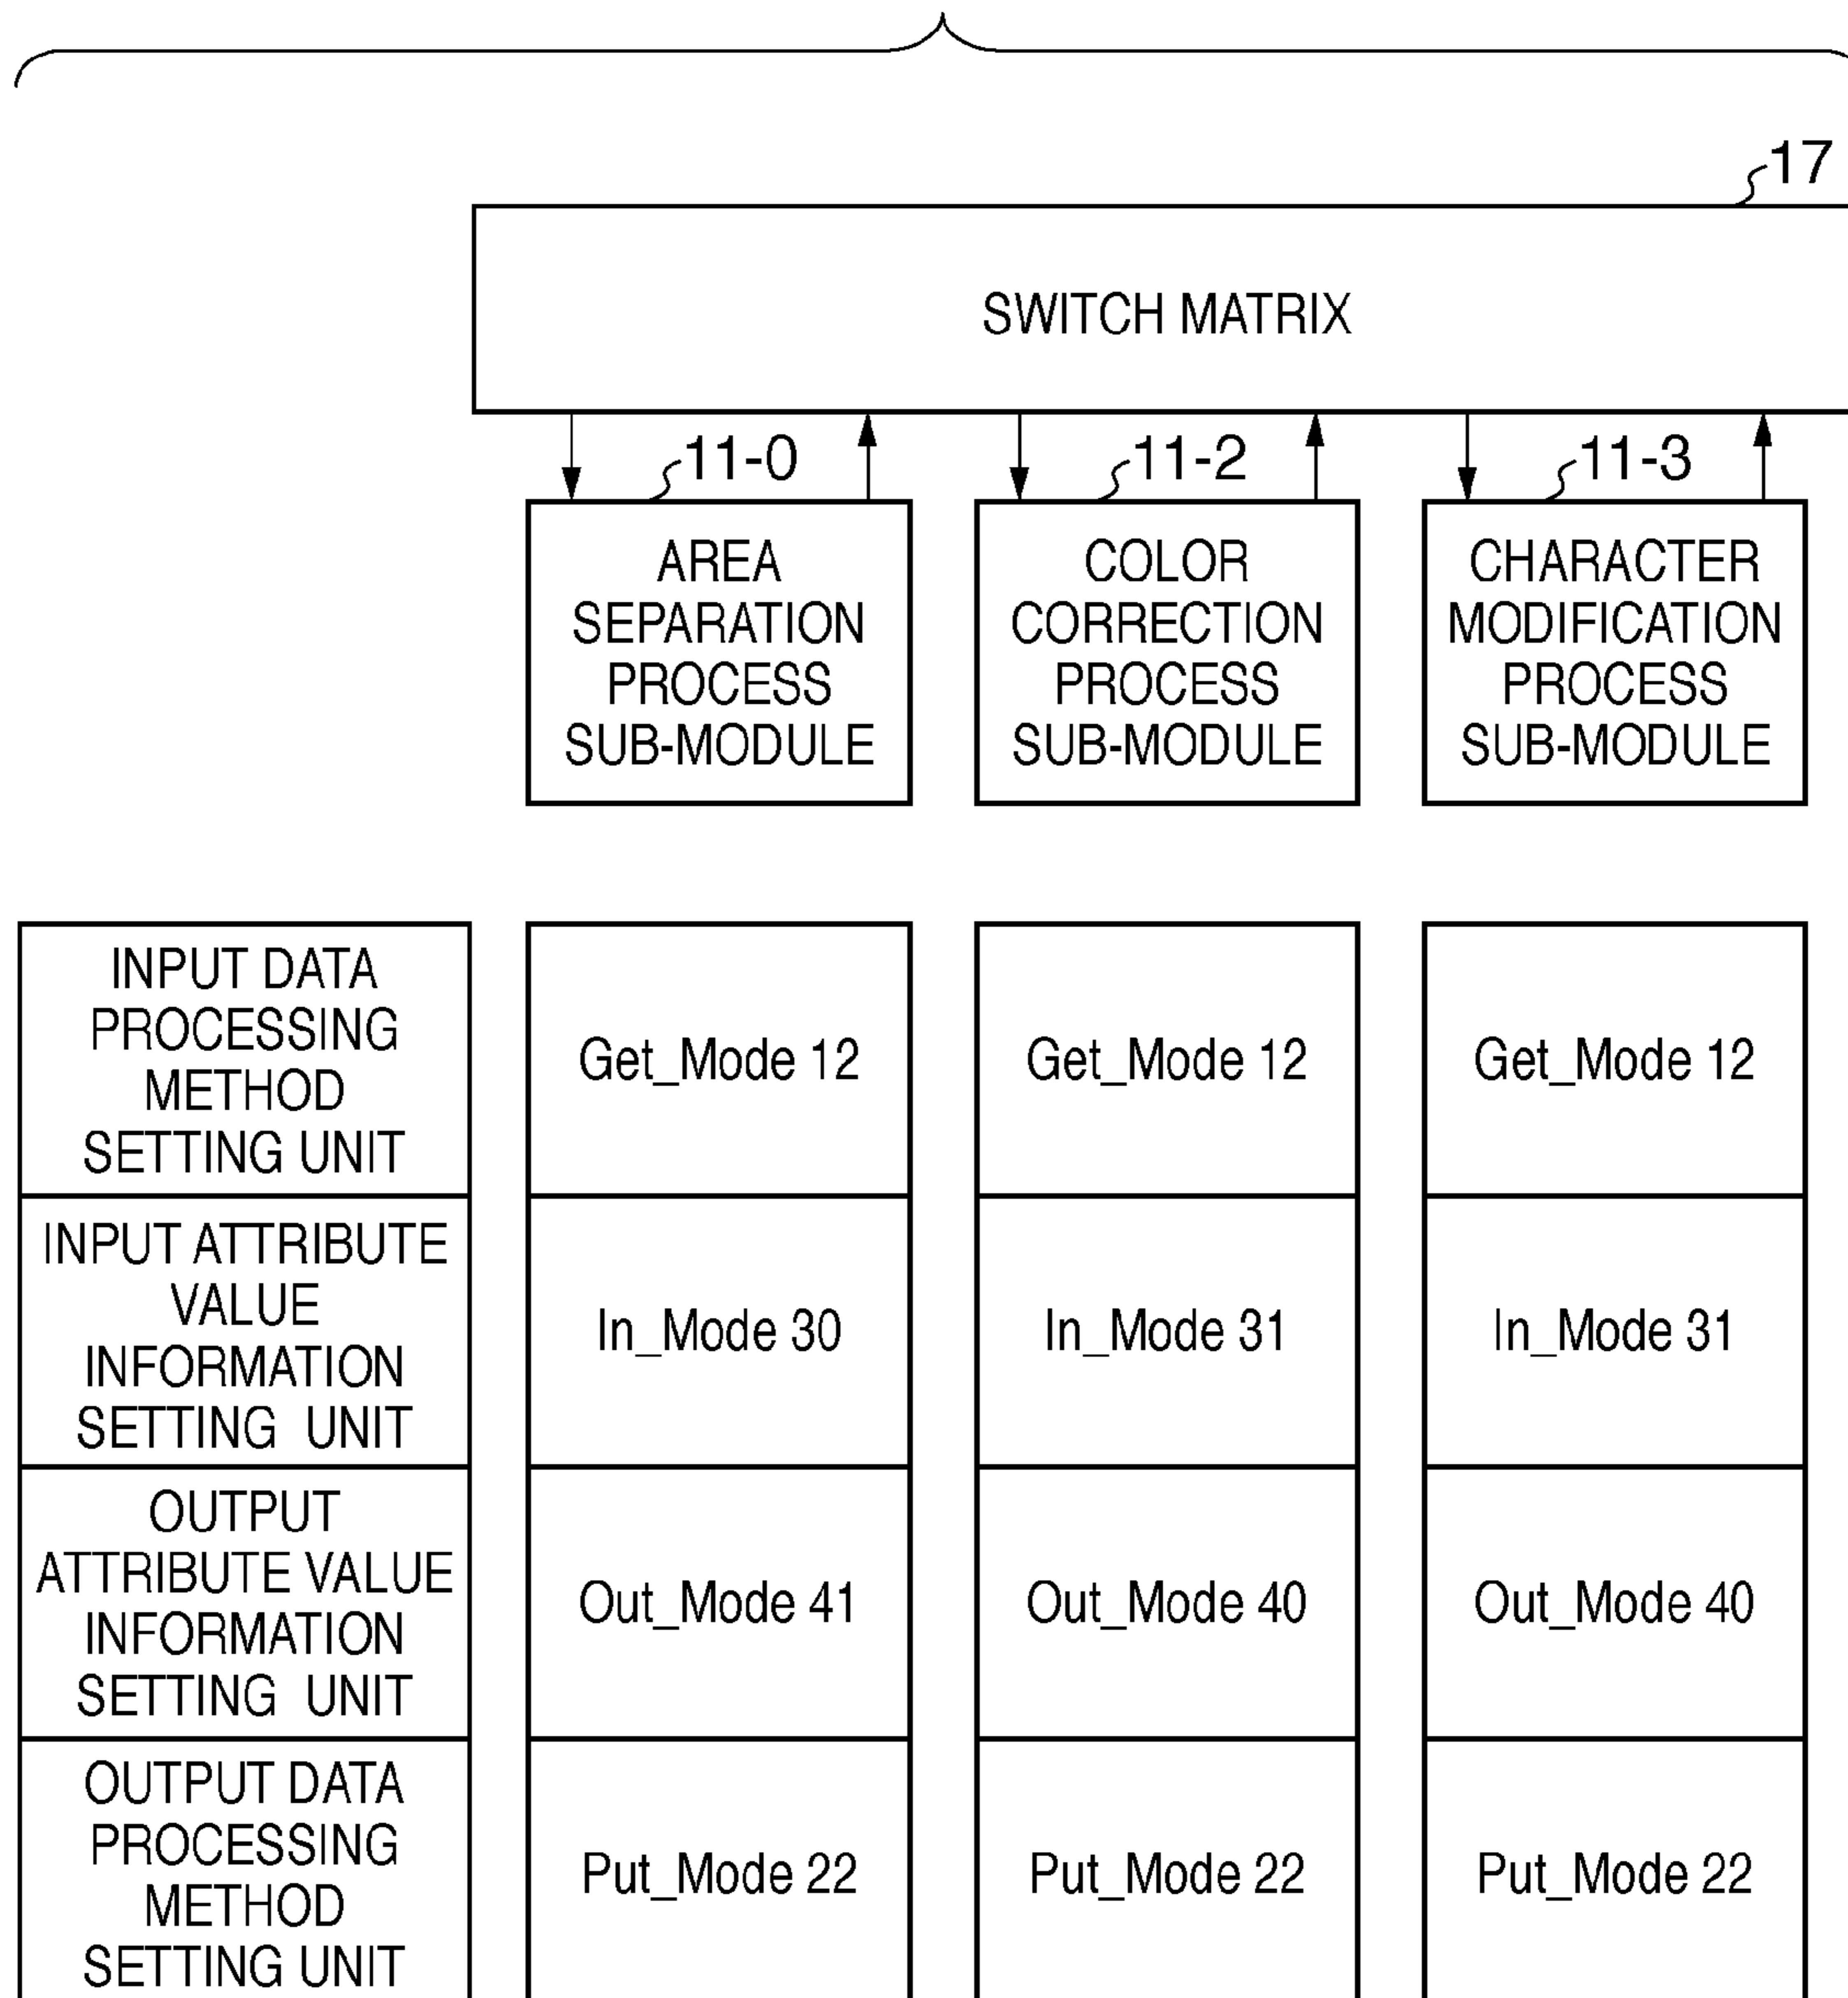 17
SWITCH MATRIX
11-0
11-2
11-3
AREA
SEPARATION
PROCESS
SUB-MODULE
COLOR
CORRECTION
PROCESS
SUB-MODULE
CHARACTER
MODIFICATION
PROCESS
SUB-MODULE
INPUT DATA
PROCESSING
METHOD
SETTING UNIT
Get_Mode 12
Get_Mode 12
Get_Mode 12
INPUT ATTRIBUTE
VALUE
INFORMATION
SETTING UNIT
In_Mode 30
In_Mode 31
In_Mode 31
OUTPUT
ATTRIBUTE VALUE
INFORMATION
SETTING UNIT
Out_Mode 41
Out_Mode 40
Out_Mode 40
OUTPUT DATA
PROCESSING
METHOD
SETTING UNIT
Put_Mode 22
Put_Mode 22
Put_Mode 22